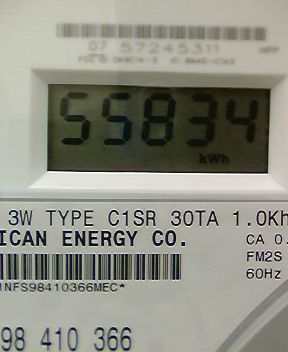 07 57245311
55834
kWh
3W TYPE C1SR 30TA 1.0Kh
ICAN ENERGY CO.
CA 0.
FM2S
60Hz
NFS98410366MEC*
98 410 366